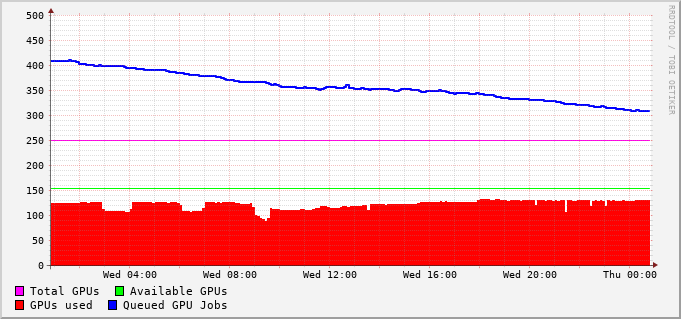 500
450
400
350
300
250
200
150
100
50
0
Wed 04:00 Wed 08:00 Wed 12:00 Wed 16:00 Wed 20:00 Thu 00:00
Total GPUs Available GPUs
GPUs used Queued GPU Jobs
RRDTOOL / TOBI OETIKER